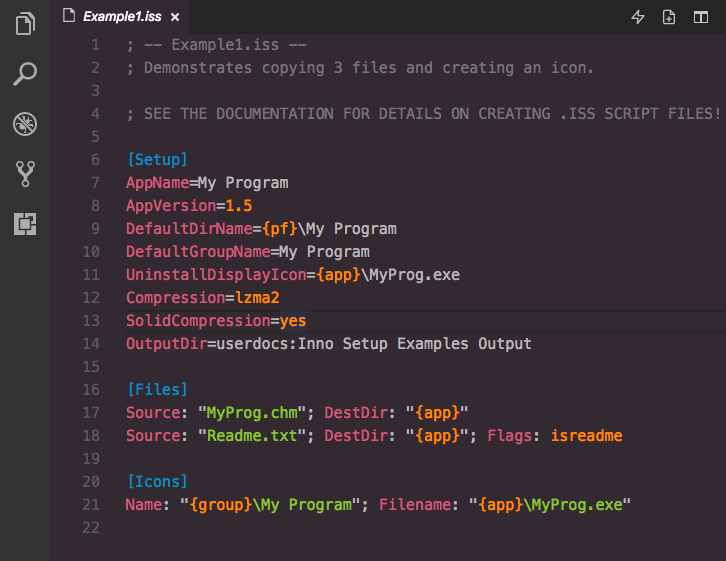 Example1.iss ×
1 ; -- Example1.iss --
2 ; Demonstrates copying 3 files and creating an icon.
3
4 ; SEE THE DOCUMENTATION FOR DETAILS ON CREATING .ISS SCRIPT FILES!
5
6 [Setup]
7 AppName=My Program
8 AppVersion=1.5
9 DefaultDirName={pf}\My Program
10 DefaultGroupName=My Program
11 UninstallDisplayIcon={app}\MyProg.exe
12 Compression=lzma2
13 SolidCompression=yes
14 OutputDir=userdocs:Inno Setup Examples Output
15
16 [Files]
17 Source: "MyProg.chm"; DestDir: "{app}"
18 Source: "Readme.txt"; DestDir: "{app}"; Flags: isreadme
19
20 [Icons]
21 Name: "{group}\My Program"; Filename: "{app}\MyProg.exe"
22